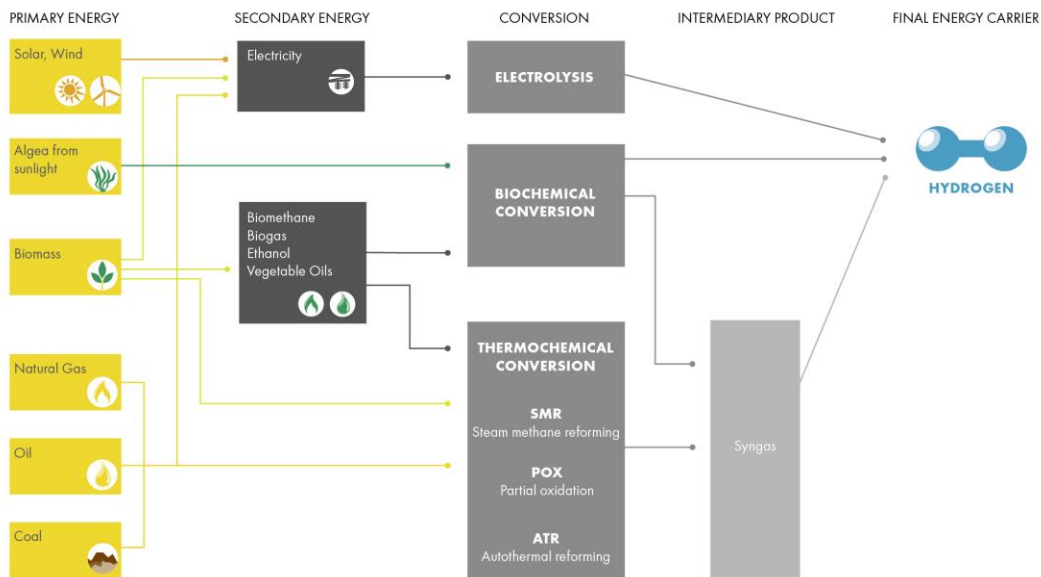 PRIMARY ENERGY
SECONDARY ENERGY
CONVERSION
INTERMEDIARY PRODUCT
FINAL ENERGY CARRIER
Solar, Wind
Electricity
ELECTROLYSIS
Algea from
sunlight
BIOCHEMICAL
CONVERSION
HYDROGEN
Biomass
Biomethane
Biogas
Ethanol
Vegetable Oils
Natural Gas
THERMOCHEMICAL
CONVERSION
SMR
Steam methane reforming
Oil
POX
Partial oxidation
Syngas
Coal
ATR
Autothermal reforming